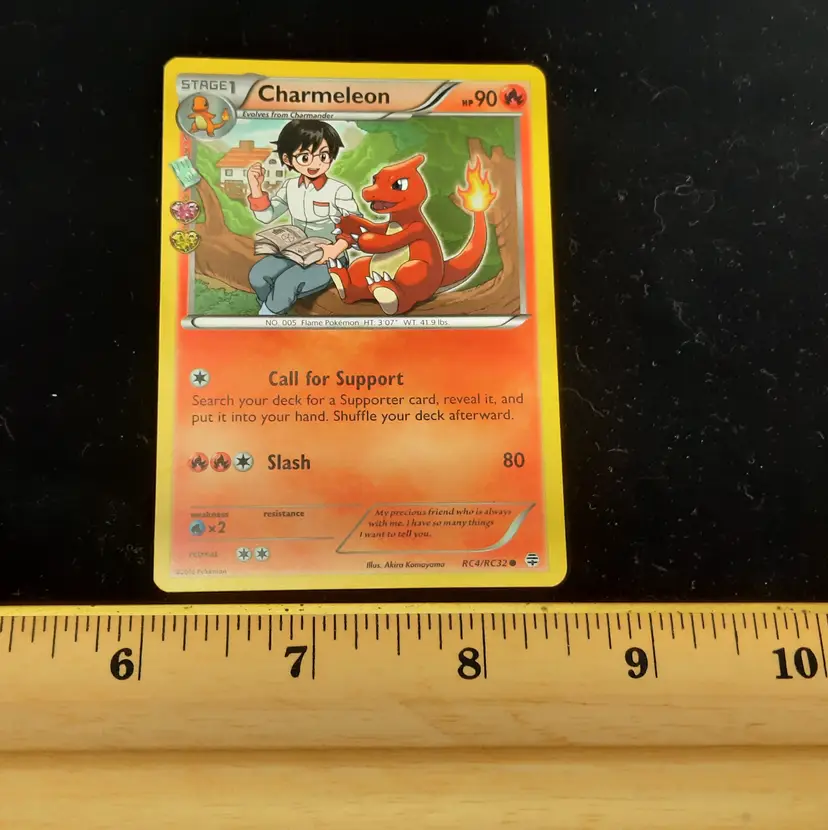 STAGE1
Charmeleon
HP 90
Evolves from Charmander
NO. 005 Flame Pokémon HT: 3'07" WT: 41.9 lbs.
Call for Support
Search your deck for a Supporter card, reveal it, and
put it into your hand. Shuffle your deck afterward.
Slash 80
weakness resistance
×2
My precious friend who is always
with me. I have so many things
I want to tell you.
retreat
Illus. Akira Komayama RC4/RC32
©2016 Pokémon
6 7 8 9 10